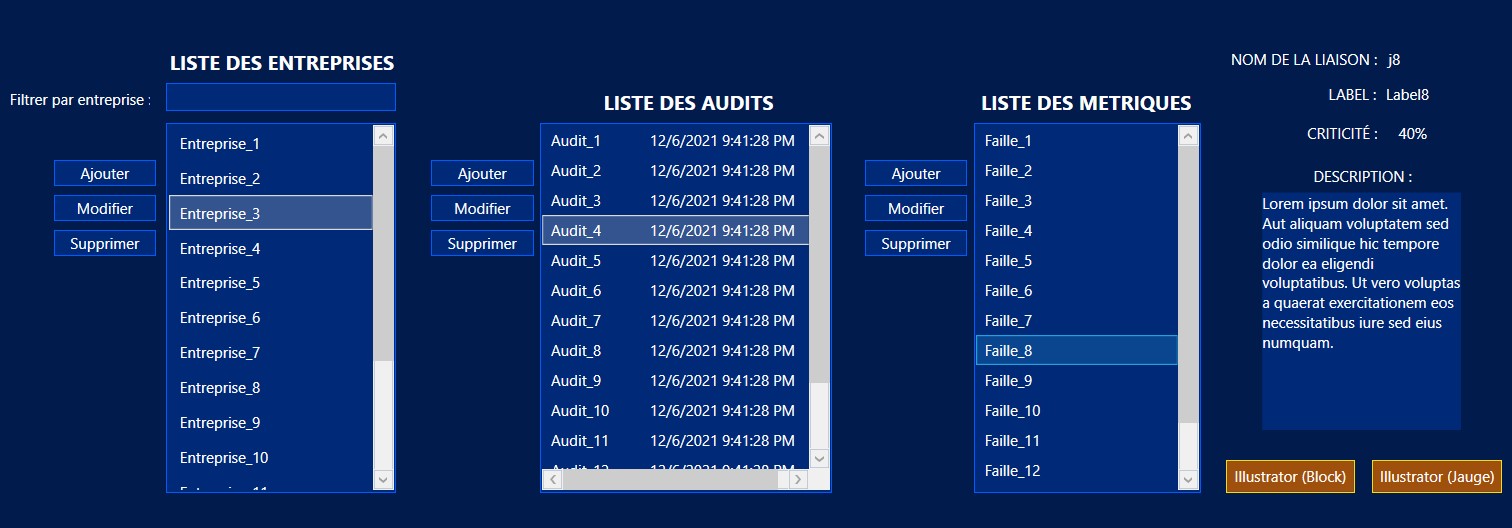 LISTE DES ENTREPRISES
Filtrer par entreprise :
Ajouter
Modifier
Supprimer
Entreprise_1
Entreprise_2
Entreprise_3
Entreprise_4
Entreprise_5
Entreprise_6
Entreprise_7
Entreprise_8
Entreprise_9
Entreprise_10
Entreprise_11
LISTE DES AUDITS
Ajouter
Modifier
Supprimer
Audit_1 12/6/2021 9:41:28 PM
Audit_2 12/6/2021 9:41:28 PM
Audit_3 12/6/2021 9:41:28 PM
Audit_4 12/6/2021 9:41:28 PM
Audit_5 12/6/2021 9:41:28 PM
Audit_6 12/6/2021 9:41:28 PM
Audit_7 12/6/2021 9:41:28 PM
Audit_8 12/6/2021 9:41:28 PM
Audit_9 12/6/2021 9:41:28 PM
Audit_10 12/6/2021 9:41:28 PM
Audit_11 12/6/2021 9:41:28 PM
Audit_12 12/6/2021 9:41:28 PM
LISTE DES METRIQUES
Ajouter
Modifier
Supprimer
Faille_1
Faille_2
Faille_3
Faille_4
Faille_5
Faille_6
Faille_7
Faille_8
Faille_9
Faille_10
Faille_11
Faille_12
NOM DE LA LIAISON : j8
LABEL : Label8
CRITICITÉ : 40%
DESCRIPTION :
Lorem ipsum dolor sit amet.
Aut aliquam voluptatem sed
odio similique hic tempore
dolor ea eligendi
voluptatibus. Ut vero voluptas
a quaerat exercitationem eos
necessitatibus iure sed eius
numquam.
Illustrator (Block)
Illustrator (Jauge)